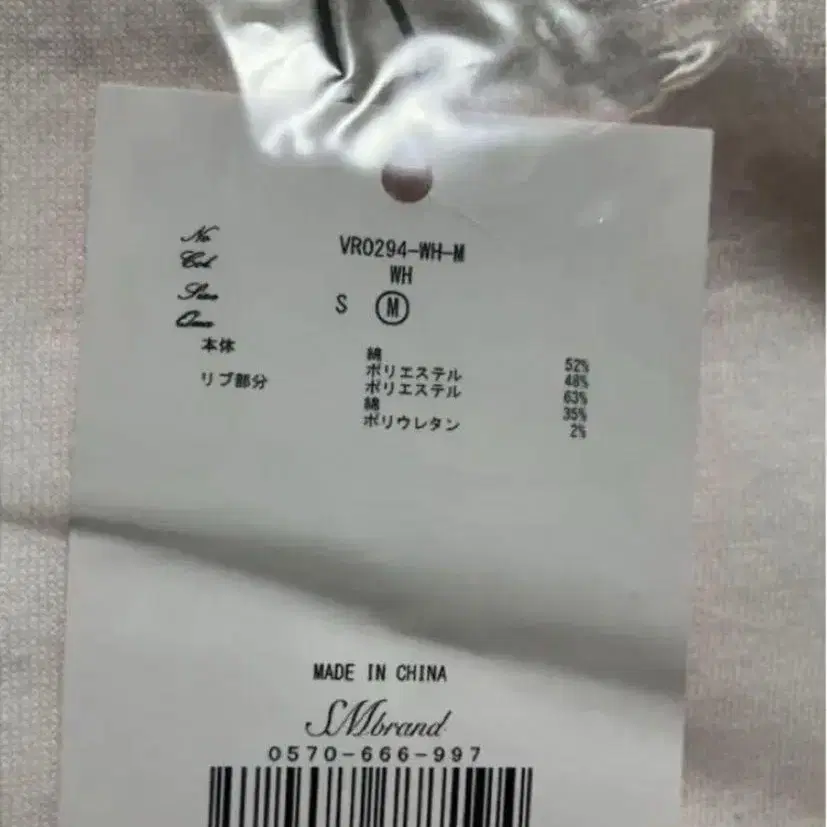 No VR0294-WH-M
Col. WH
Size S M
Qua
本体 綿 52%
ポリエステル 48%
リブ部分 ポリエステル 63%
綿 35%
ポリウレタン 2%
MADE IN CHINA
SMbrand
0570-666-997